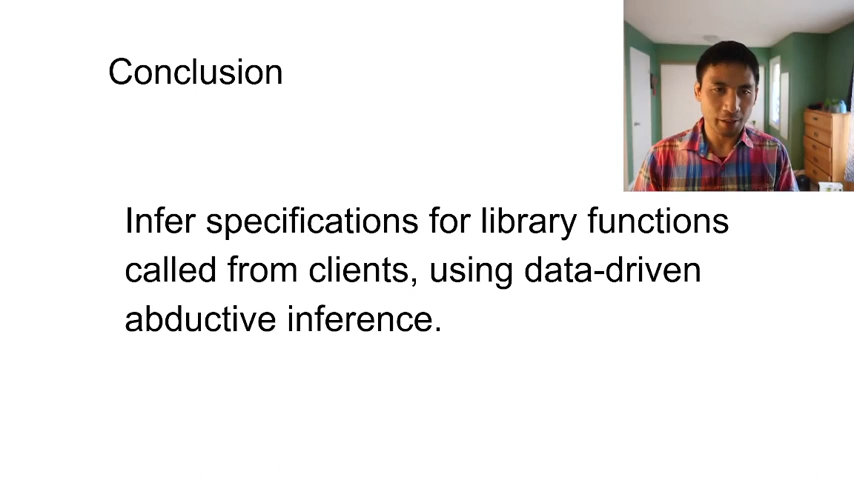 Conclusion
Infer specifications for library functions
called from clients, using data-driven
abductive inference.